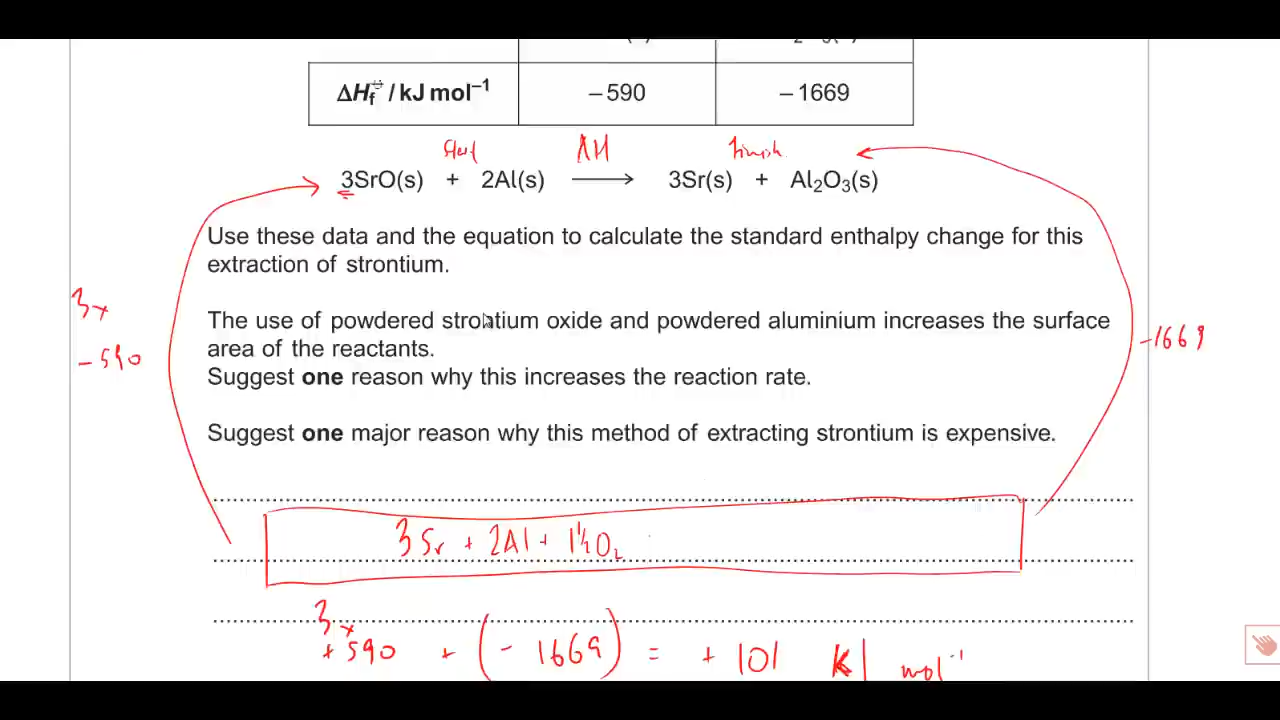 ΔHf⦵ / kJ mol–1 –590 –1669
Start ΔH Finish
3SrO(s) + 2Al(s) ⟶ 3Sr(s) + Al2O3(s)
Use these data and the equation to calculate the standard enthalpy change for this
extraction of strontium.
3x
The use of powdered strontium oxide and powdered aluminium increases the surface
-1669
area of the reactants.
-590
Suggest one reason why this increases the reaction rate.
Suggest one major reason why this method of extracting strontium is expensive.
3Sr + 2Al + 1½O2
3x
+590 + (-1669) = +101 KJ mol-1